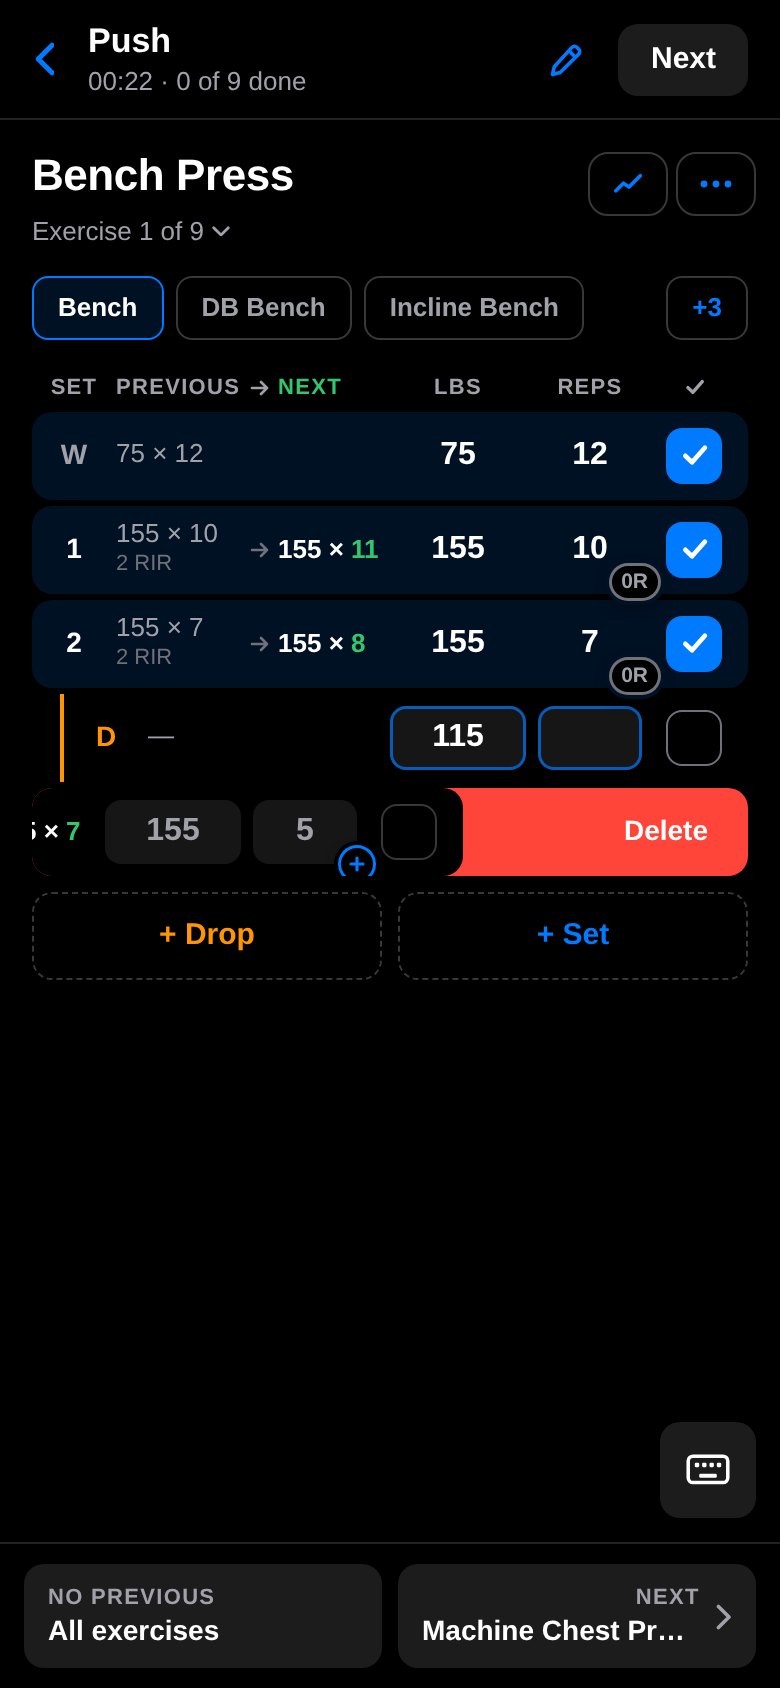 Push
00:22 · 0 of 9 done
Next
Bench Press
Exercise 1 of 9
Bench
DB Bench
Incline Bench
+3
SET PREVIOUS → NEXT LBS REPS ✓
W 75 × 12 75 12
1 155 × 10 → 155 × 11 155 10
2 RIR
0R
2 155 × 7 → 155 × 8 155 7
2 RIR
0R
D — 115
× 7 155 5 Delete
+
+ Drop
+ Set
NO PREVIOUS
All exercises
NEXT
Machine Chest Pr...